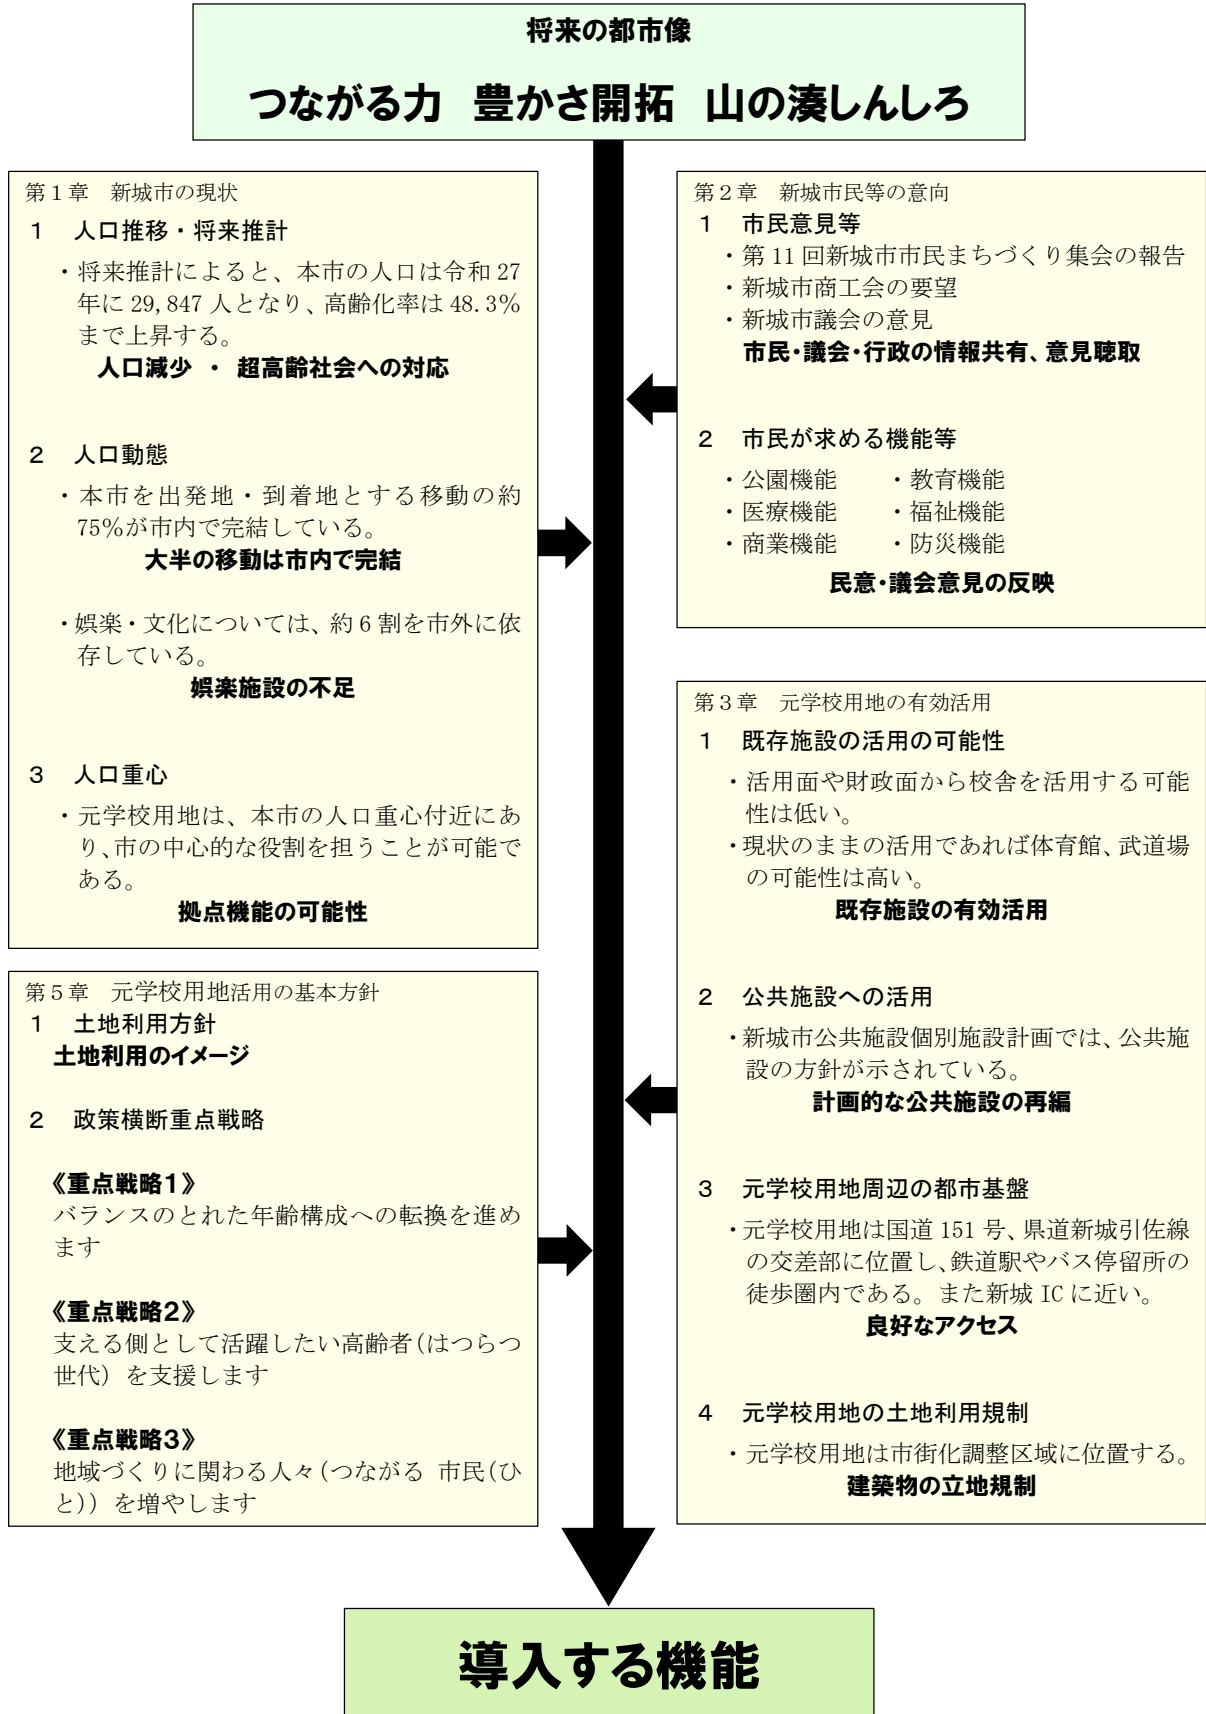 将来の都市像
つながる力　豊かさ開拓　山の湊しんしろ
第1章　新城市の現状
1　人口推移・将来推計
・将来推計によると、本市の人口は令和 27
年に 29,847 人となり、高齢化率は 48.3％
まで上昇する。
人口減少 ・ 超高齢社会への対応
2　人口動態
・本市を出発地・到着地とする移動の約
75％が市内で完結している。
大半の移動は市内で完結
・娯楽・文化については、約 6 割を市外に依
存している。
娯楽施設の不足
3　人口重心
・元学校用地は、本市の人口重心付近にあ
り、市の中心的な役割を担うことが可能で
ある。
拠点機能の可能性
第2章　新城市民等の意向
1　市民意見等
・第 11 回新城市市民まちづくり集会の報告
・新城市商工会の要望
・新城市議会の意見
市民・議会・行政の情報共有、意見聴取
2　市民が求める機能等
・公園機能　　・教育機能
・医療機能　　・福祉機能
・商業機能　　・防災機能
民意・議会意見の反映
第3章　元学校用地の有効活用
1　既存施設の活用の可能性
・活用面や財政面から校舎を活用する可能
性は低い。
・現状のままの活用であれば体育館、武道場
の可能性は高い。
既存施設の有効活用
2　公共施設への活用
・新城市公共施設個別施設計画では、公共施
設の方針が示されている。
計画的な公共施設の再編
3　元学校用地周辺の都市基盤
・元学校用地は国道 151 号、県道新城引佐線
の交差部に位置し、鉄道駅やバス停留所の
徒歩圏内である。また新城 IC に近い。
良好なアクセス
4　元学校用地の土地利用規制
・元学校用地は市街化調整区域に位置する。
建築物の立地規制
第5章　元学校用地活用の基本方針
1　土地利用方針
土地利用のイメージ
2　政策横断重点戦略
《重点戦略1》
バランスのとれた年齢構成への転換を進め
ます
《重点戦略2》
支える側として活躍したい高齢者(はつらつ
世代) を支援します
《重点戦略3》
地域づくりに関わる人々(つながる 市民(ひ
と)) を増やします
導入する機能